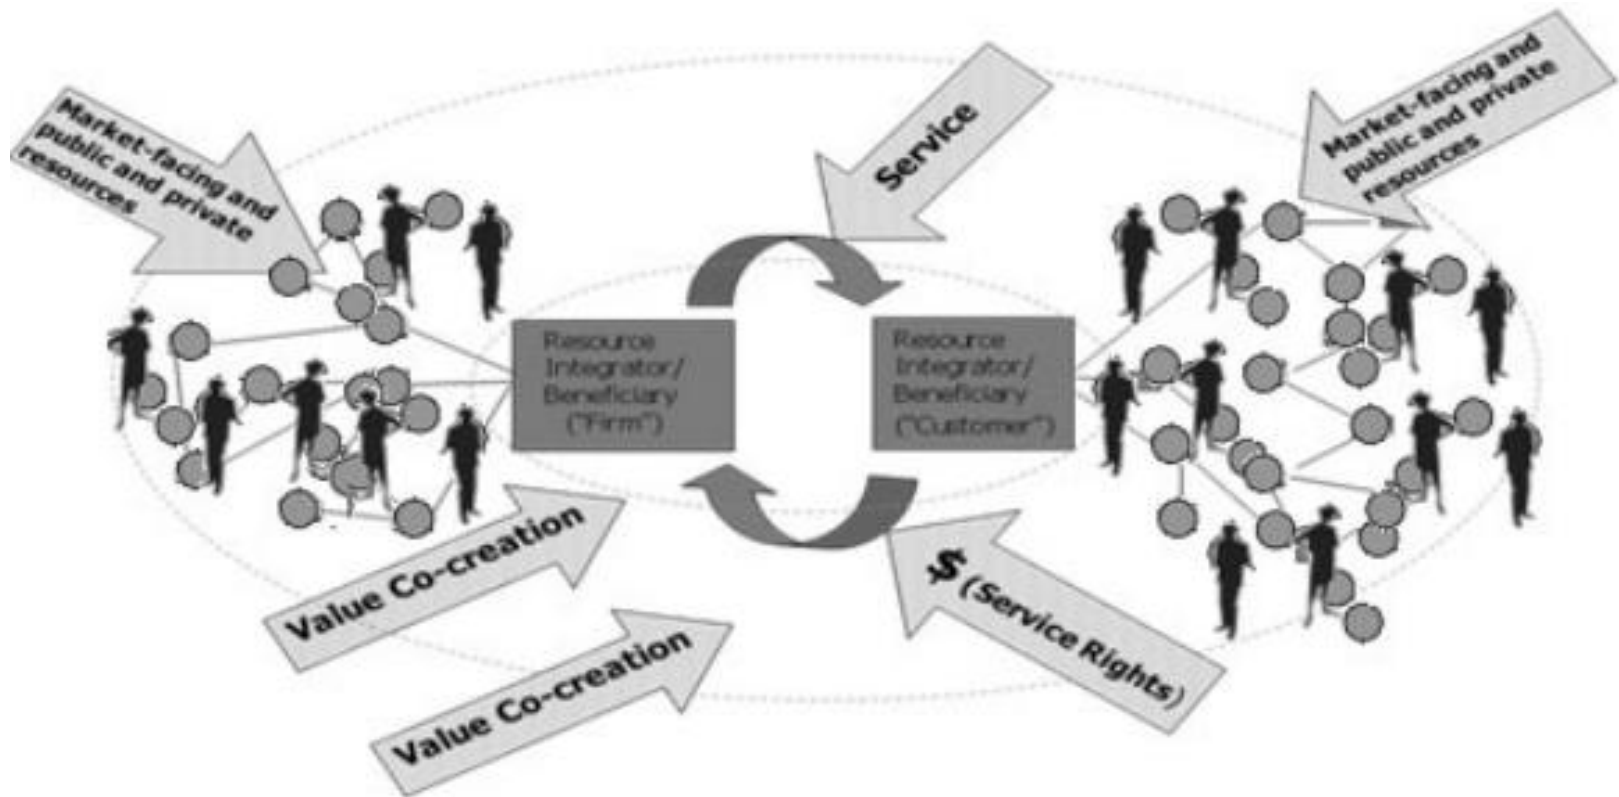 Market-facing and
public and private
resources
Service
Market-facing and
public and private
resources
Resource
Integrator/
Beneficiary
("Firm")
Resource
Integrator/
Beneficiary
("Customer")
Value Co-creation
$ (Service Rights)
Value Co-creation